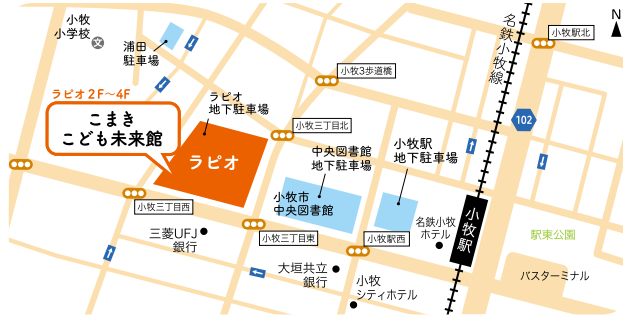 小牧
小学校
文
浦田
駐車場
名鉄小牧線
小牧駅北
N
小牧3歩道橋
ラピオ2F〜4F
こまき
こども未来館
ラピオ
地下駐車場
小牧三丁目北
102
ラピオ
中央図書館
地下駐車場
小牧駅
地下駐車場
小牧市
中央図書館
小牧三丁目西
小牧三丁目東
小牧駅西
名鉄小牧
ホテル
小牧駅
駅東公園
三菱UFJ
銀行
大垣共立
銀行
小牧
シティホテル
バスターミナル